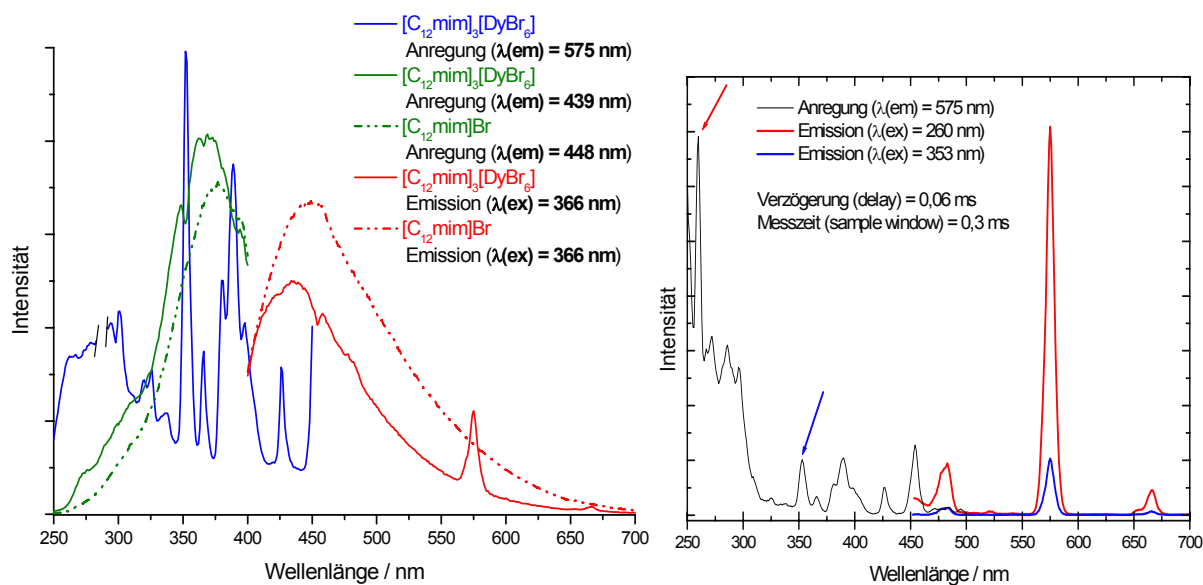 [C₁₂mim]₃[DyBr₆]
Anregung (λ(em) = 575 nm)
[C₁₂mim]₃[DyBr₆]
Anregung (λ(em) = 439 nm)
[C₁₂mim]Br
Anregung (λ(em) = 448 nm)
[C₁₂mim]₃[DyBr₆]
Emission (λ(ex) = 366 nm)
[C₁₂mim]Br
Emission (λ(ex) = 366 nm)
Intensität
250 300 350 400 450 500 550 600 650 700
Wellenlänge / nm
Anregung (λ(em) = 575 nm)
Emission (λ(ex) = 260 nm)
Emission (λ(ex) = 353 nm)
Verzögerung (delay) = 0,06 ms
Messzeit (sample window) = 0,3 ms
Intensität
250 300 350 400 450 500 550 600 650 700
Wellenlänge / nm